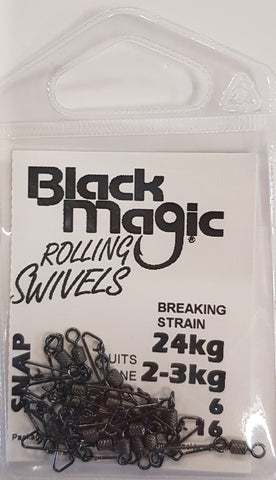 Black
Magic®
ROLLING
SWIVELS
SNAP
BREAKING
STRAIN
24kg
2-3kg
6
16